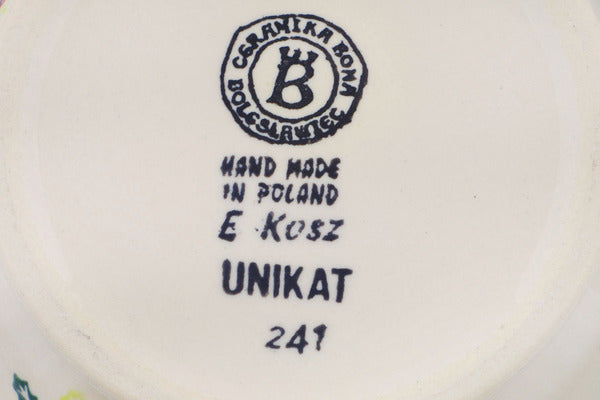 CERAMIKA BONA
BOLESŁAWIEC
B
HAND MADE
IN POLAND
E Kosz
UNIKAT
241